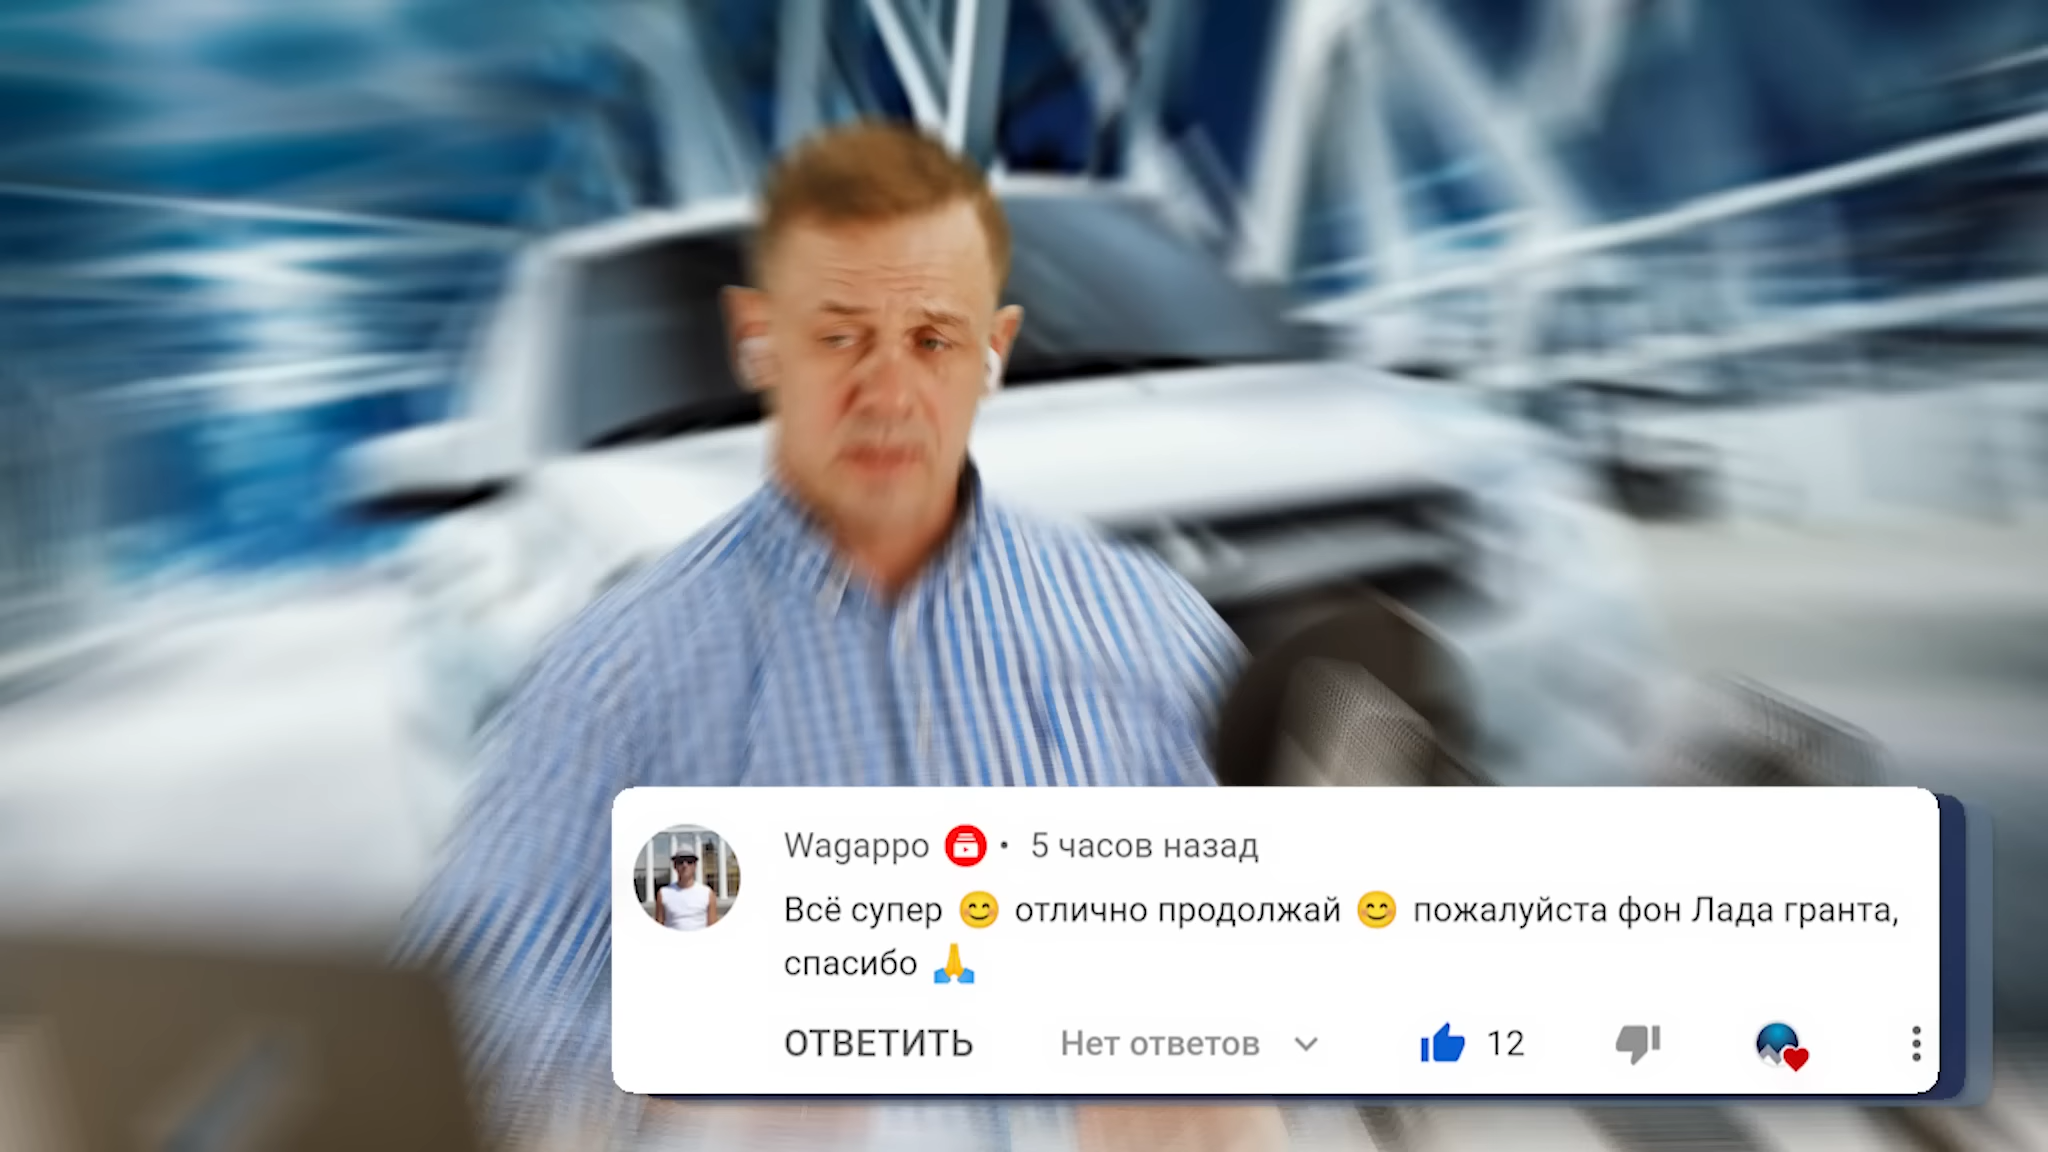 Wagappo • 5 часов назад
Всё супер 😊 отлично продолжай 😊 пожалуйста фон Лада гранта,
спасибо 🙏
ОТВЕТИТЬ Нет ответов 12